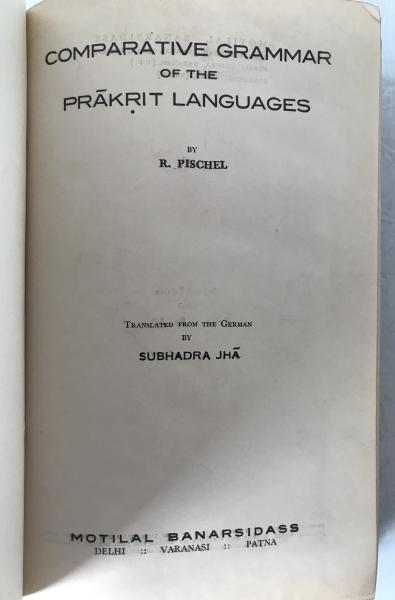 COMPARATIVE GRAMMAR
OF THE
PRĀKṚIT LANGUAGES
BY
R. PISCHEL
TRANSLATED FROM THE GERMAN
BY
SUBHADRA JHĀ
MOTILAL BANARSIDASS
DELHI :: VARANASI :: PATNA